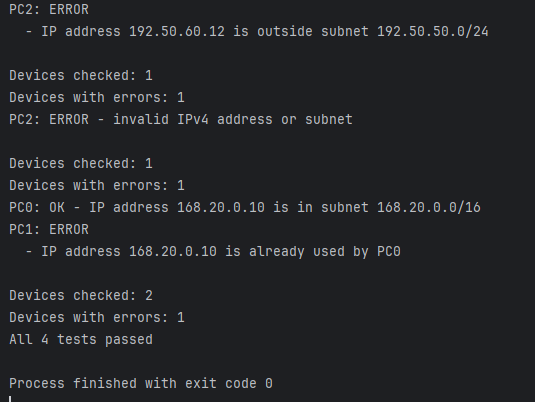 PC2: ERROR
  - IP address 192.50.60.12 is outside subnet 192.50.50.0/24
Devices checked: 1
Devices with errors: 1
PC2: ERROR - invalid IPv4 address or subnet
Devices checked: 1
Devices with errors: 1
PC0: OK - IP address 168.20.0.10 is in subnet 168.20.0.0/16
PC1: ERROR
  - IP address 168.20.0.10 is already used by PC0
Devices checked: 2
Devices with errors: 1
All 4 tests passed
Process finished with exit code 0